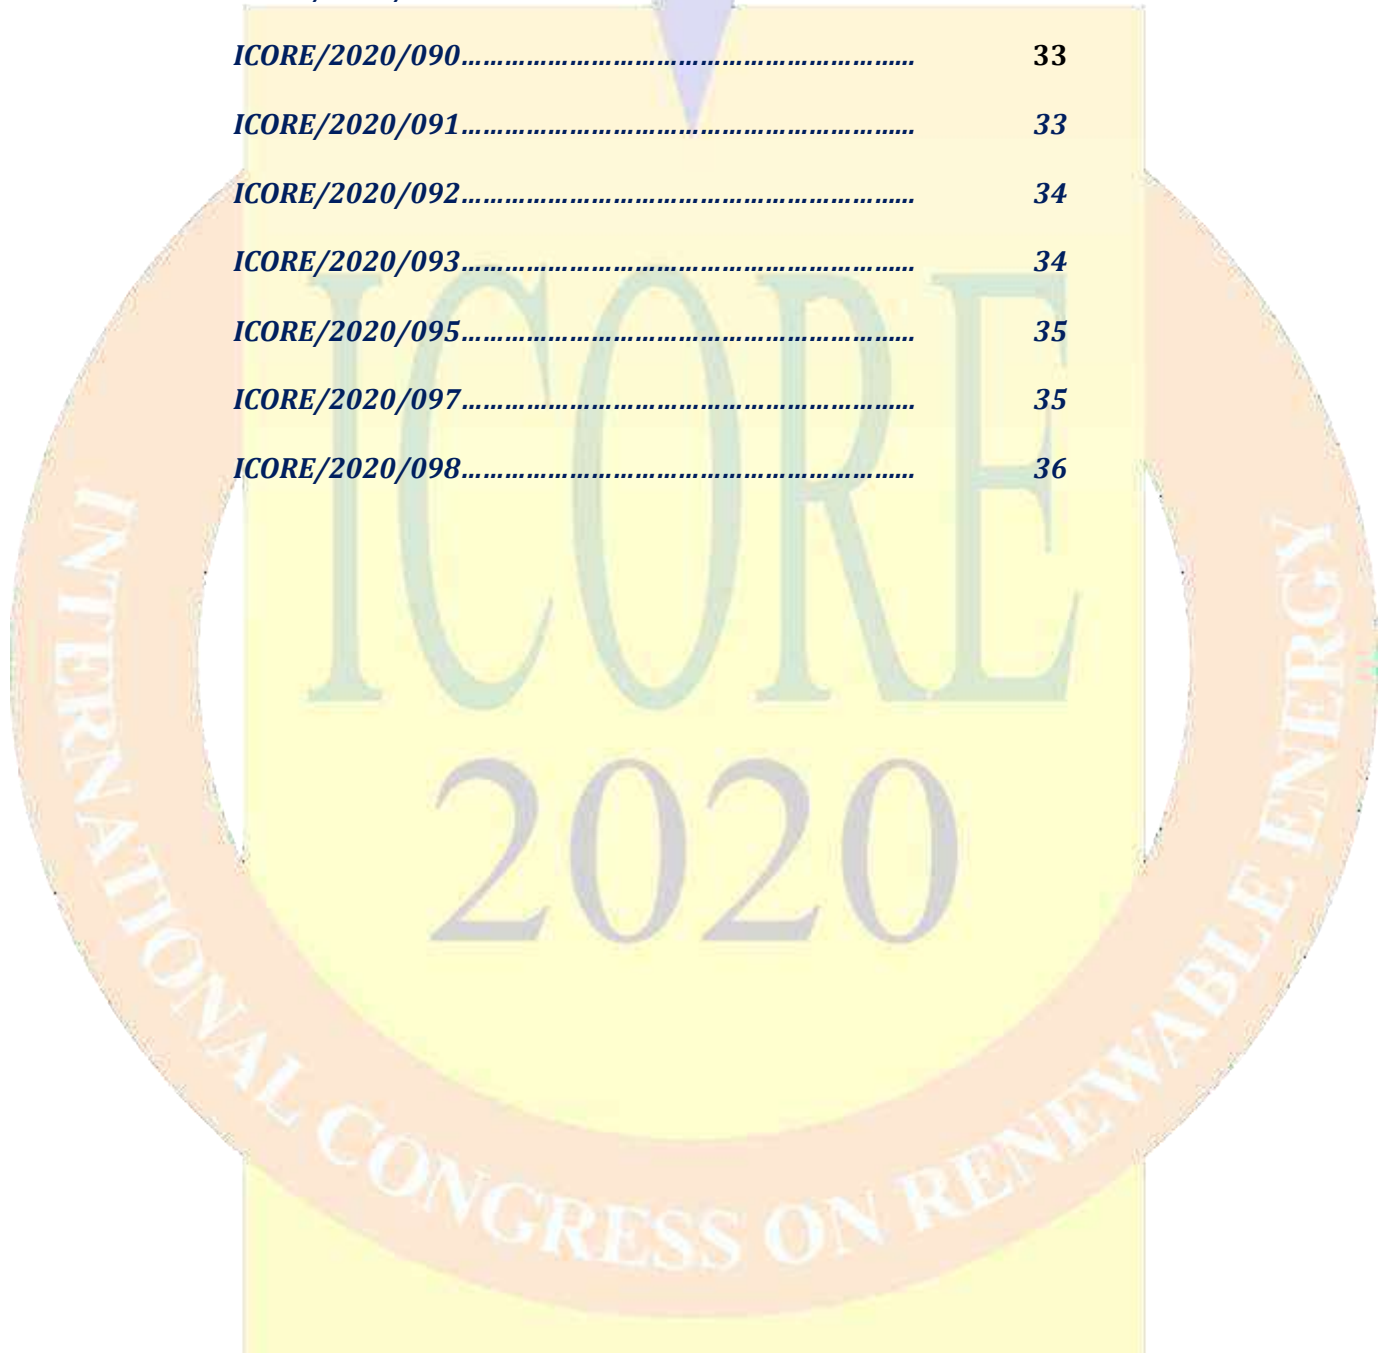 ICORE/2020/090…………………………………………………….. 33
ICORE/2020/091…………………………………………………….. 33
ICORE/2020/092…………………………………………………….. 34
ICORE/2020/093…………………………………………………….. 34
ICORE/2020/095…………………………………………………….. 35
ICORE/2020/097…………………………………………………….. 35
ICORE/2020/098…………………………………………………….. 36
ICORE
2020
INTERNATIONAL CONGRESS ON RENEWABLE ENERGY